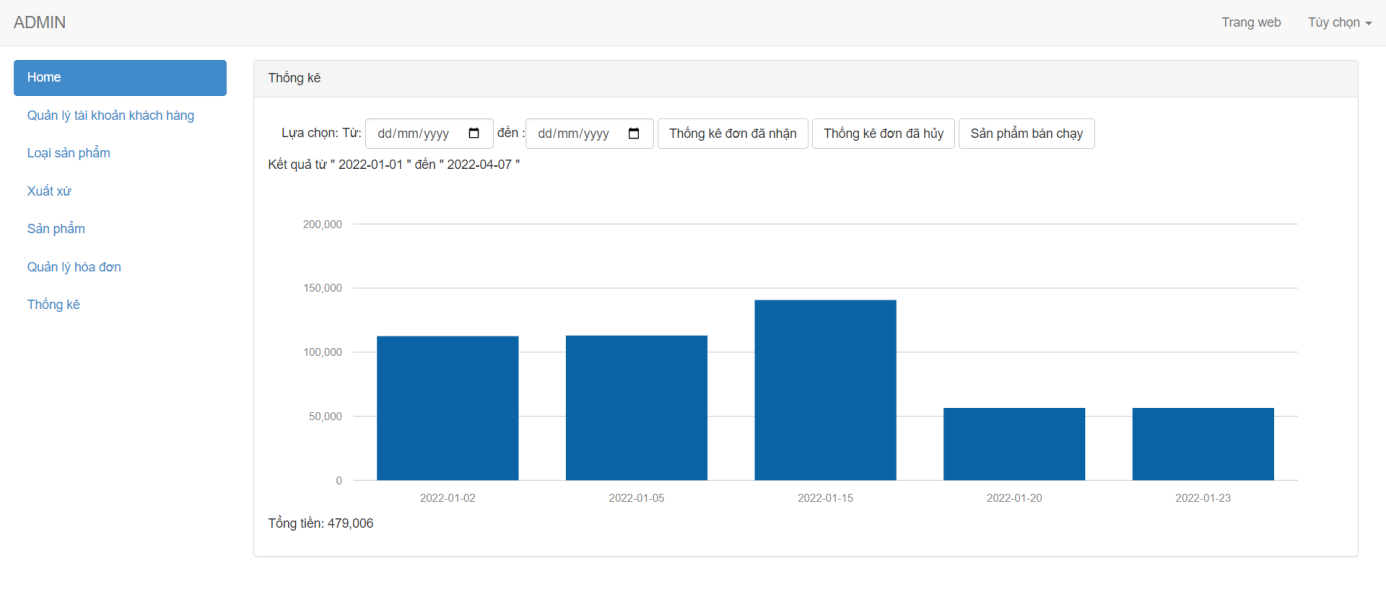 ADMIN
Trang web
Tùy chọn
Home
Quản lý tài khoản khách hàng
Loại sản phẩm
Xuất xứ
Sản phẩm
Quản lý hóa đơn
Thống kê
Thống kê
Lựa chọn: Từ: dd/mm/yyyy đến : dd/mm/yyyy Thống kê đơn đã nhận Thống kê đơn đã hủy Sản phẩm bán chạy
Kết quả từ " 2022-01-01 " đến " 2022-04-07 "
200,000
150,000
100,000
50,000
0
2022-01-02 2022-01-05 2022-01-15 2022-01-20 2022-01-23
Tổng tiền: 479,006